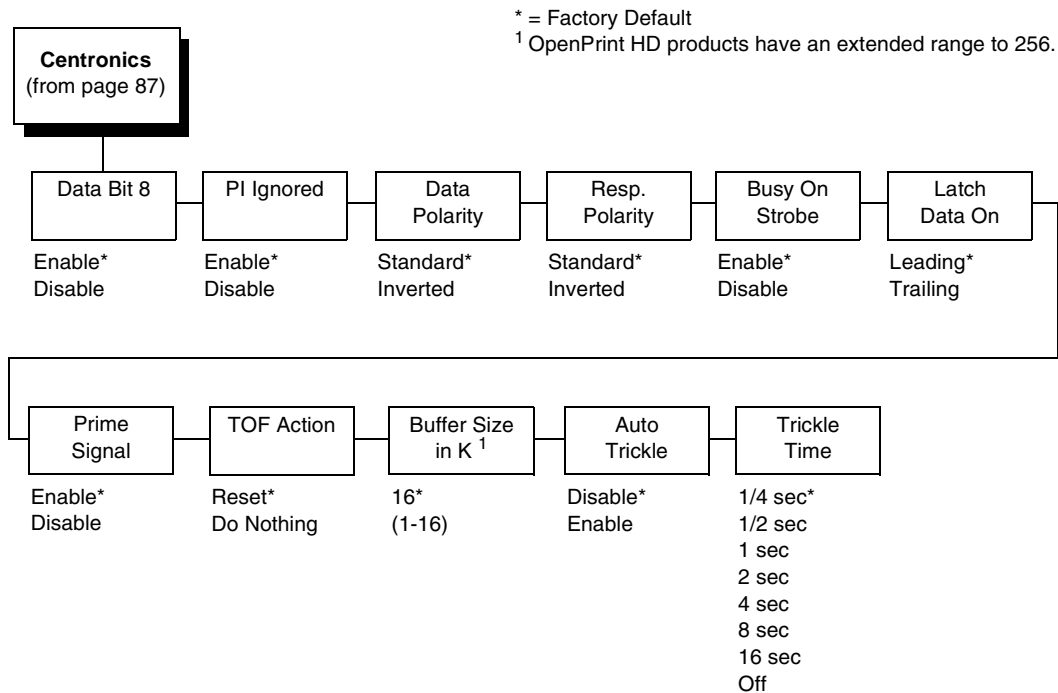 * = Factory Default
1 OpenPrint HD products have an extended range to 256.
Centronics
(from page 87)
Data Bit 8
Enable*
Disable
PI Ignored
Enable*
Disable
Data
Polarity
Standard*
Inverted
Resp.
Polarity
Standard*
Inverted
Busy On
Strobe
Enable*
Disable
Latch
Data On
Leading*
Trailing
Prime
Signal
Enable*
Disable
TOF Action
Reset*
Do Nothing
Buffer Size
in K 1
16*
(1-16)
Auto
Trickle
Disable*
Enable
Trickle
Time
1/4 sec*
1/2 sec
1 sec
2 sec
4 sec
8 sec
16 sec
Off